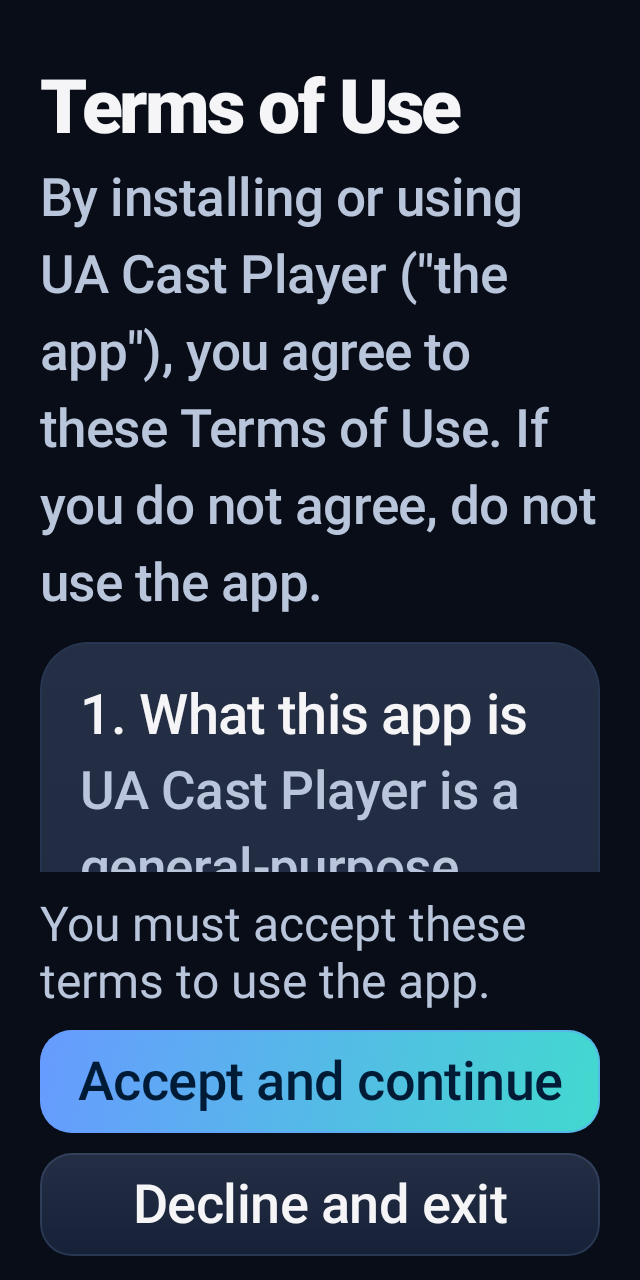 Terms of Use
By installing or using
UA Cast Player ("the
app"), you agree to
these Terms of Use. If
you do not agree, do not
use the app.
1. What this app is
UA Cast Player is a
general-purpose
You must accept these
terms to use the app.
Accept and continue
Decline and exit